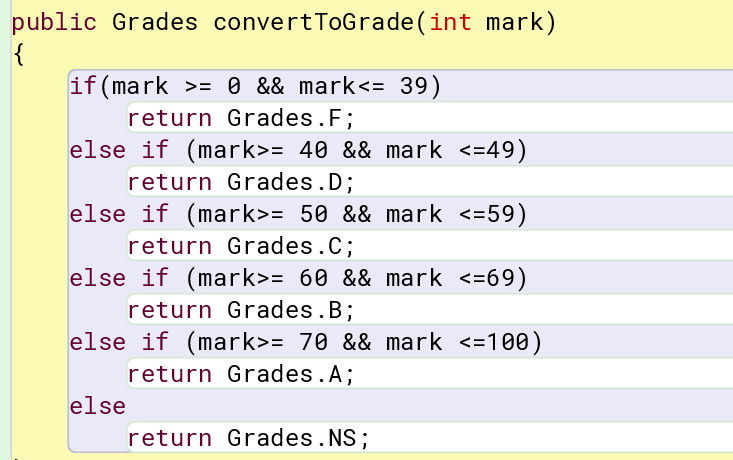 public Grades convertToGrade(int mark)
{
if(mark >= 0 && mark<= 39)
return Grades.F;
else if (mark>= 40 && mark <=49)
return Grades.D;
else if (mark>= 50 && mark <=59)
return Grades.C;
else if (mark>= 60 && mark <=69)
return Grades.B;
else if (mark>= 70 && mark <=100)
return Grades.A;
else
return Grades.NS;